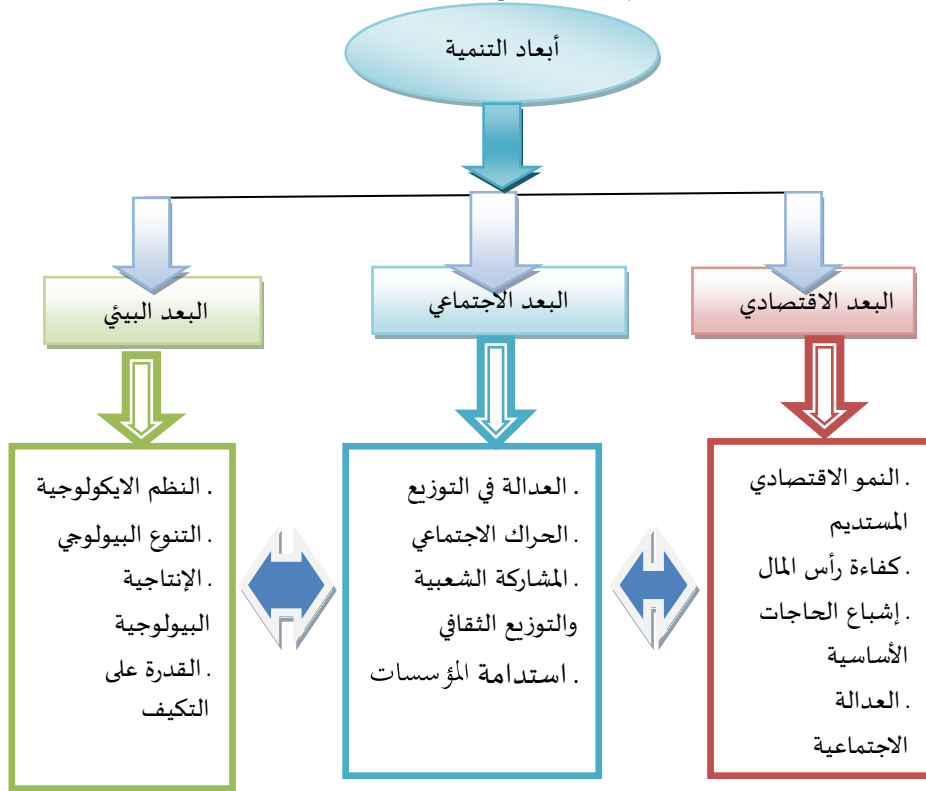 أبعاد التنمية
البعد الاقتصادي
البعد الاجتماعي
البعد البيئي
. النمو الاقتصادي
المستديم
. كفاءة رأس المال
. إشباع الحاجات
الأساسية
. العدالة
الاجتماعية
. العدالة في التوزيع
. الحراك الاجتماعي
. المشاركة الشعبية
والتوزيع الثقافي
. استدامة المؤسسات
. النظم الايكولوجية
. التنوع البيولوجي
. الإنتاجية
البيولوجية
. القدرة على
التكيف